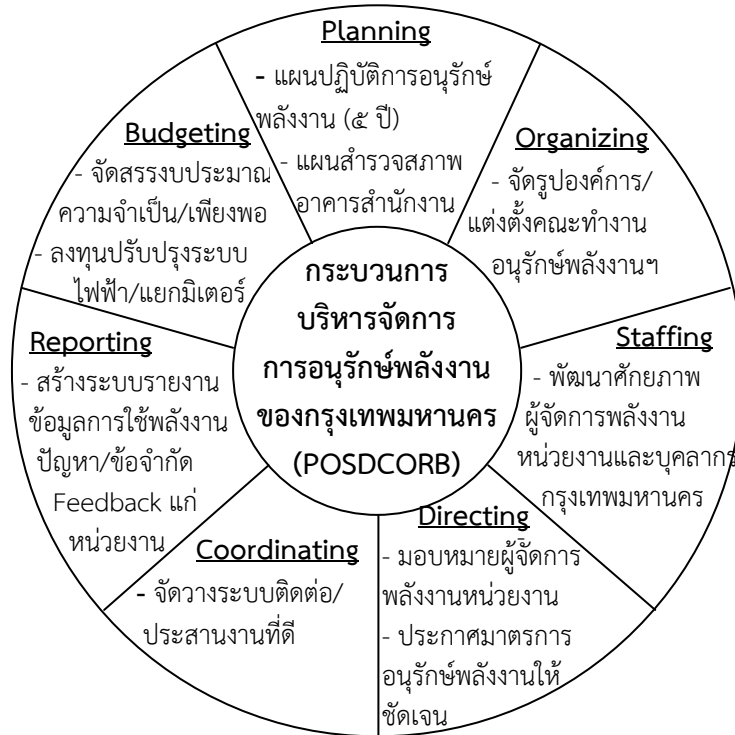 Planning
- แผนปฏิบัติการอนุรักษ์
พลังงาน (๕ ปี)
- แผนสำรวจสภาพ
อาคารสำนักงาน
Organizing
- จัดรูปองค์การ/
แต่งตั้งคณะทำงาน
อนุรักษ์พลังงานฯ
Staffing
- พัฒนาศักยภาพ
ผู้จัดการพลังงาน
หน่วยงานและบุคลากร
กรุงเทพมหานคร
Directing
- มอบหมายผู้จัดการ
พลังงานหน่วยงาน
- ประกาศมาตรการ
อนุรักษ์พลังงานให้
ชัดเจน
Coordinating
- จัดวางระบบติดต่อ/
ประสานงานที่ดี
Reporting
- สร้างระบบรายงาน
ข้อมูลการใช้พลังงาน
ปัญหา/ข้อจำกัด
Feedback แก่
หน่วยงาน
Budgeting
- จัดสรรงบประมาณ
ความจำเป็น/เพียงพอ
- ลงทุนปรับปรุงระบบ
ไฟฟ้า/แยกมิเตอร์
กระบวนการ
บริหารจัดการ
การอนุรักษ์พลังงาน
ของกรุงเทพมหานคร
(POSDCORB)